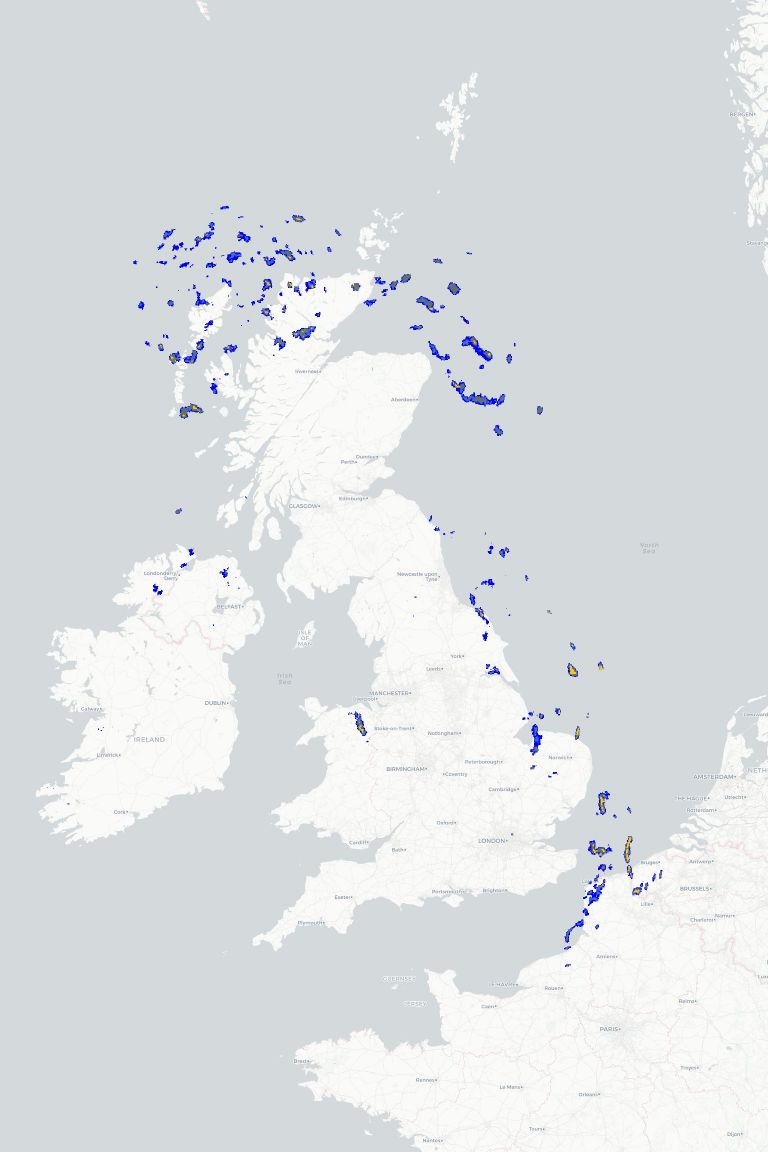 BERGEN
Stavanger
Inverness
Aberdeen
Dundee
Perth
Edinburgh
GLASGOW
North
Sea
Londonderry/
Derry
Newcastle upon
Tyne
BELFAST
ISLE
OF
MAN
York
Leeds
Irish
Sea
MANCHESTER
Liverpool
DUBLIN
Galway
Stoke-on-Trent
Nottingham
IRELAND
Limerick
Norwich
Peterborough
BIRMINGHAM
Coventry
AMSTERDAM
NETH
Cambridge
THE HAGUE
Utrecht
Rotterdam
Cork
Oxford
LONDON
Cardiff
Bath
Bruges
Antwerp
BRUSSELS
Portsmouth
Brighton
Exeter
Lille
Charleroi
Namur
Plymouth
Amiens
GUERNSEY
LE HAVRE
Rouen
JERSEY
Caen
Reims
PARIS
Brest
Troyes
Rennes
Le Mans
Orléans
Tours
Dijon
Nantes